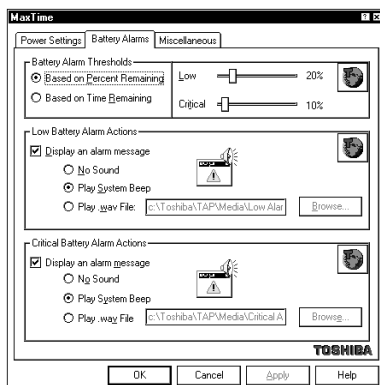 MaxTime
Power Settings Battery Alarms Miscellaneous
Battery Alarm Thresholds
Based on Percent Remaining
Based on Time Remaining
Low 20%
Critical 10%
Low Battery Alarm Actions
Display an alarm message
No Sound
Play System Beep
Play .wav File: c:\Toshiba\TAP\Media\Low Alar Browse...
Critical Battery Alarm Actions
Display an alarm message
No Sound
Play System Beep
Play .wav File c:\Toshiba\TAP\Media\Critical A Browse...
TOSHIBA
OK Cancel Apply Help